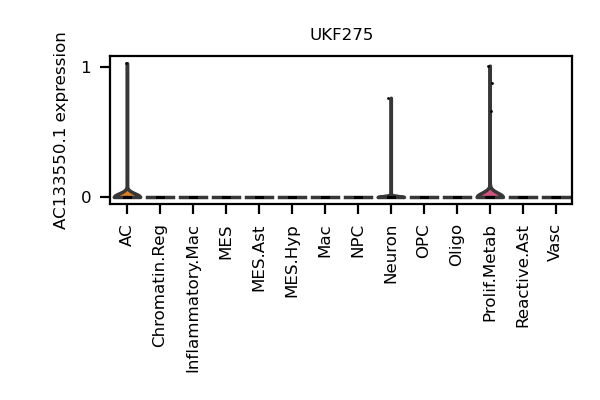 UKF275
AC133550.1 expression
1
0
AC
Chromatin.Reg
Inflammatory.Mac
MES
MES.Ast
MES.Hyp
Mac
NPC
Neuron
OPC
Oligo
Prolif.Metab
Reactive.Ast
Vasc